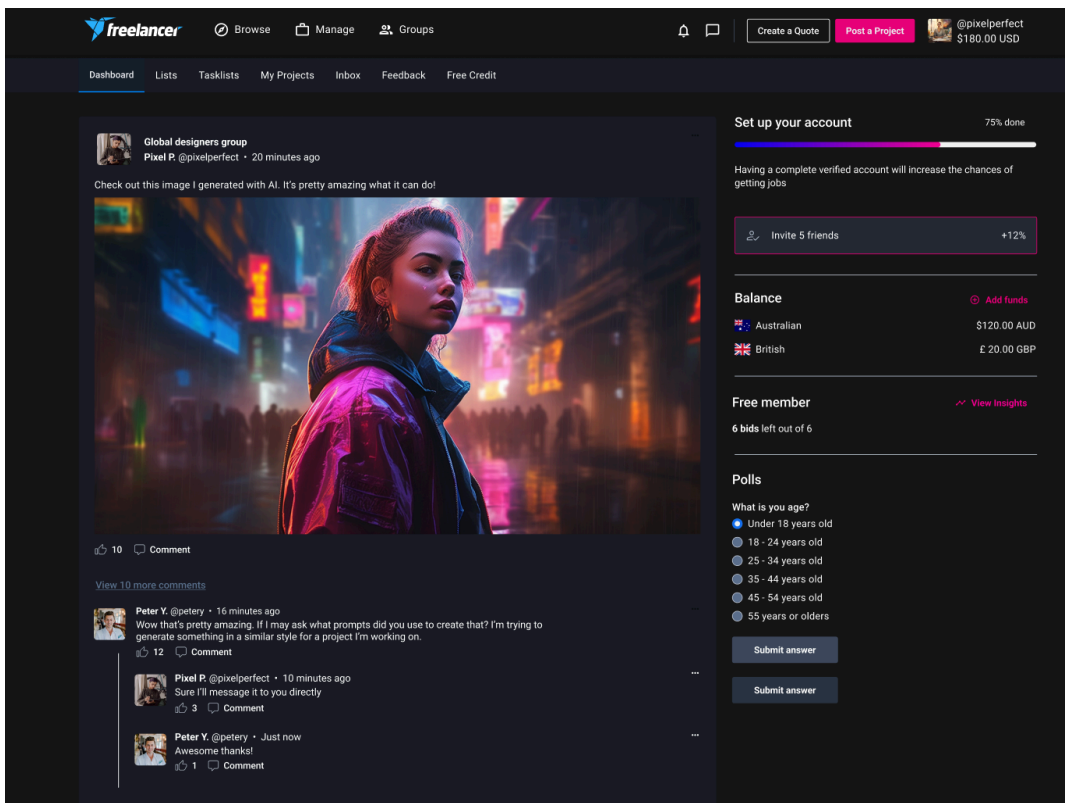 freelancer
Browse
Manage
Groups
Create a Quote
Post a Project
@pixelperfect
$180.00 USD
Dashboard
Lists
Tasklists
My Projects
Inbox
Feedback
Free Credit
Global designers group
Pixel P. @pixelperfect • 20 minutes ago
Check out this image I generated with AI. It's pretty amazing what it can do!
10
Comment
View 10 more comments
Peter Y. @petery • 16 minutes ago
Wow that's pretty amazing. If I may ask what prompts did you use to create that? I'm trying to
generate something in a similar style for a project I'm working on.
12
Comment
Pixel P. @pixelperfect • 10 minutes ago
Sure I'll message it to you directly
3
Comment
Peter Y. @petery • Just now
Awesome thanks!
1
Comment
Set up your account
75% done
Having a complete verified account will increase the chances of
getting jobs
Invite 5 friends
+12%
Balance
Add funds
Australian
$120.00 AUD
British
£ 20.00 GBP
Free member
View Insights
6 bids left out of 6
Polls
What is you age?
Under 18 years old
18 - 24 years old
25 - 34 years old
35 - 44 years old
45 - 54 years old
55 years or olders
Submit answer
Submit answer